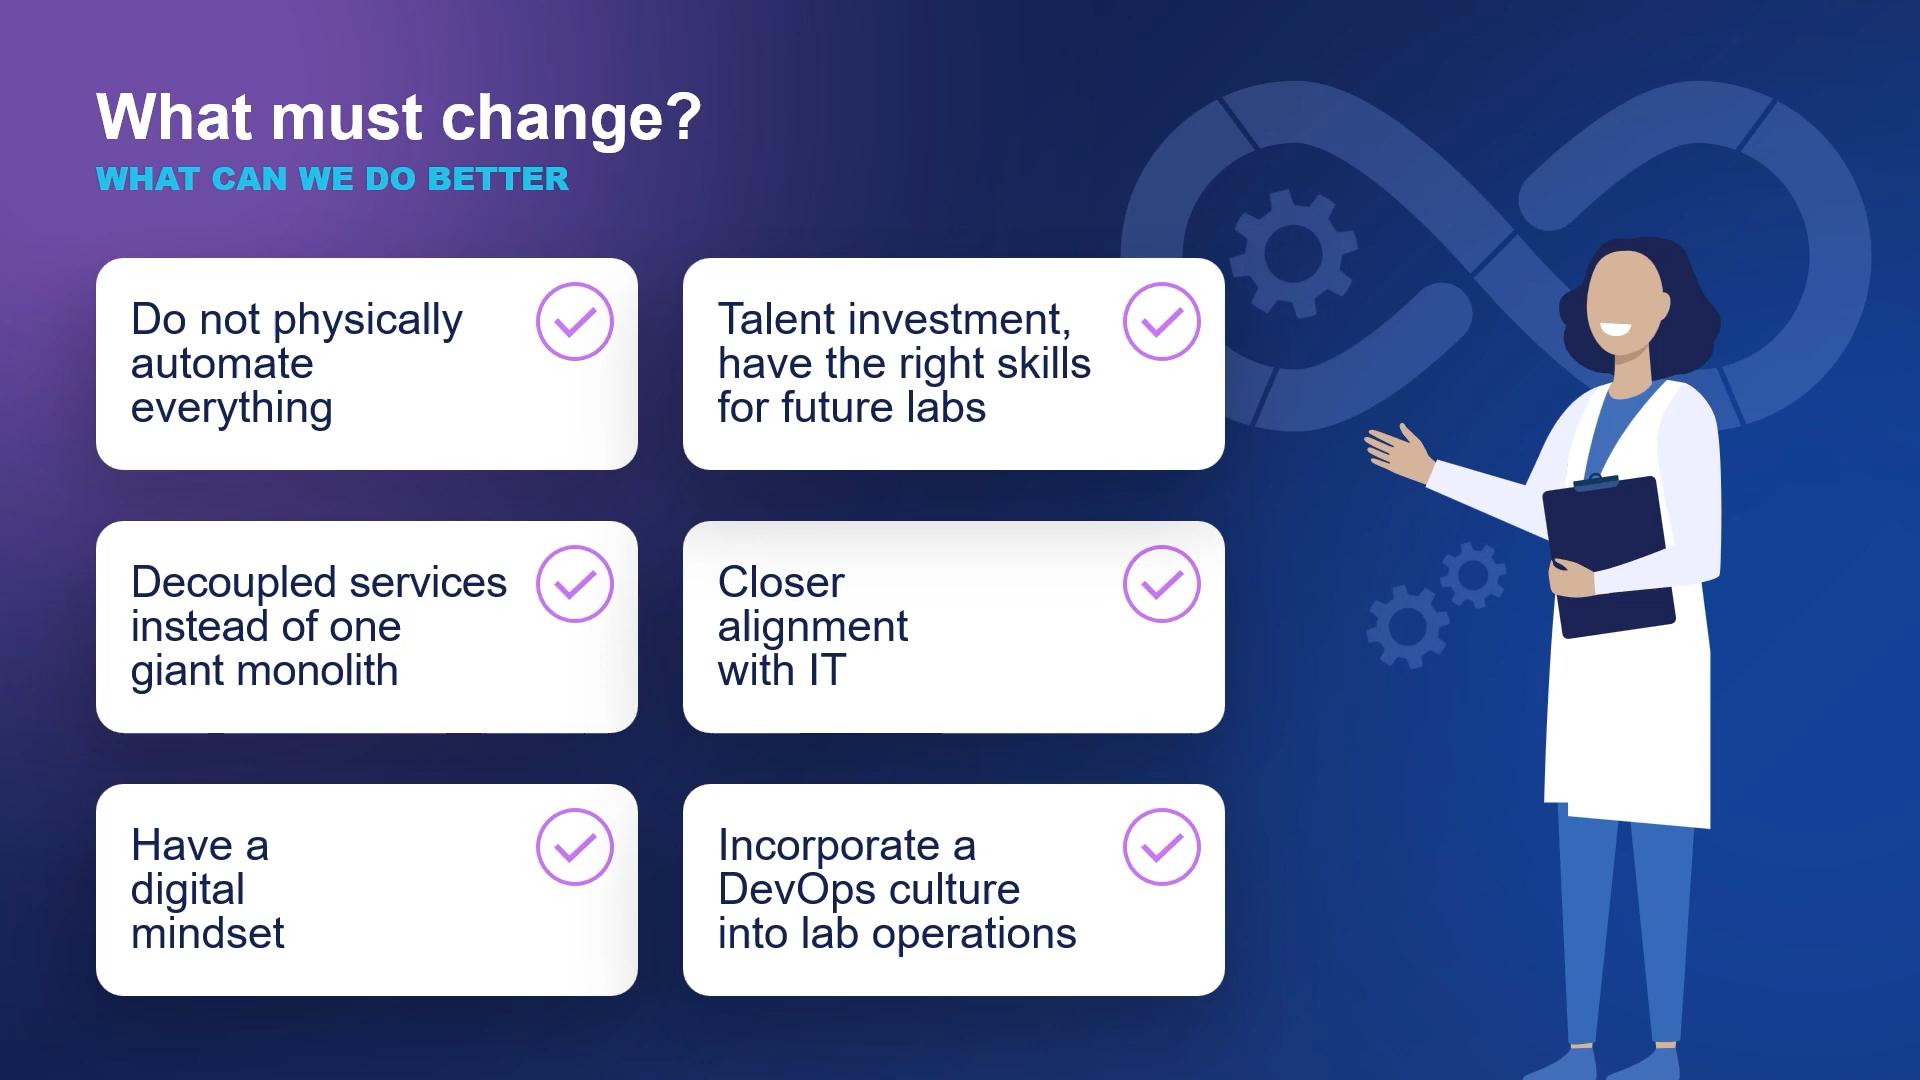 What must change?
WHAT CAN WE DO BETTER
Do not physically
automate
everything
Talent investment,
have the right skills
for future labs
Decoupled services
instead of one
giant monolith
Closer
alignment
with IT
Have a
digital
mindset
Incorporate a
DevOps culture
into lab operations